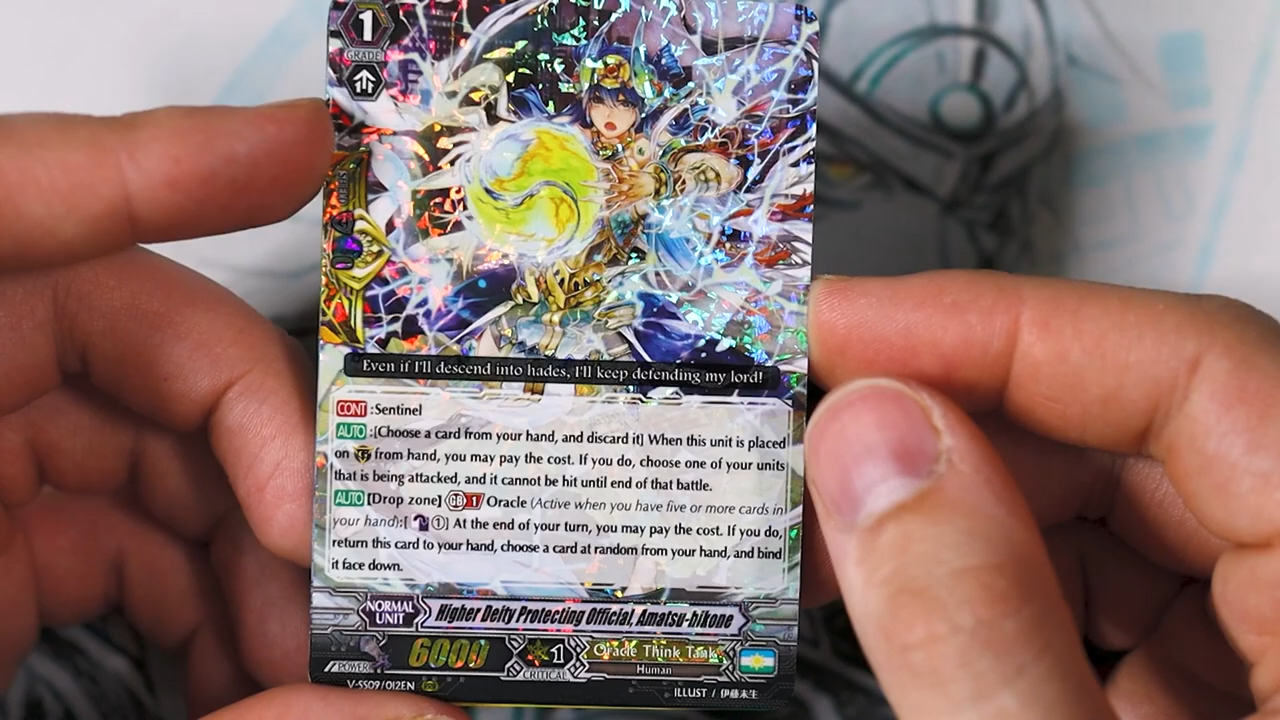 1
GRADE
Even if I'll descend into hades, I'll keep defending my lord!
CONT :Sentinel
AUTO :[Choose a card from your hand, and discard it] When this unit is placed
on G from hand, you may pay the cost. If you do, choose one of your units
that is being attacked, and it cannot be hit until end of that battle.
AUTO [Drop zone] GB 1 Oracle (Active when you have five or more cards in
your hand):[ ①] At the end of your turn, you may pay the cost. If you do,
return this card to your hand, choose a card at random from your hand, and bind
it face down.
NORMAL
UNIT
Higher Deity Protecting Official, Amatsu-hikone
POWER 6000
1
CRITICAL
Oracle Think Tank
Human
V-SS09/012EN
ILLUST / 伊藤未生